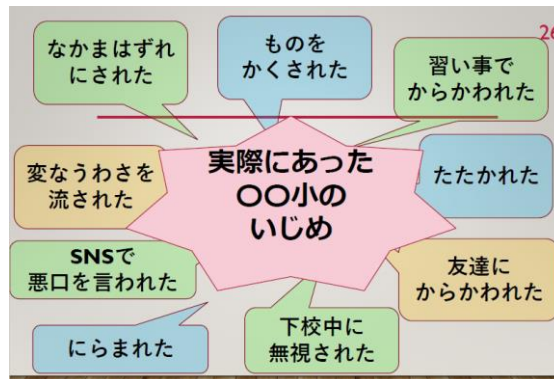 26
なかまはずれ
にされた
ものを
かくされた
習い事で
からかわれた
変なうわさを
流された
実際にあった
〇〇小の
いじめ
たたかれた
SNSで
悪口を言われた
友達に
からかわれた
にらまれた
下校中に
無視された